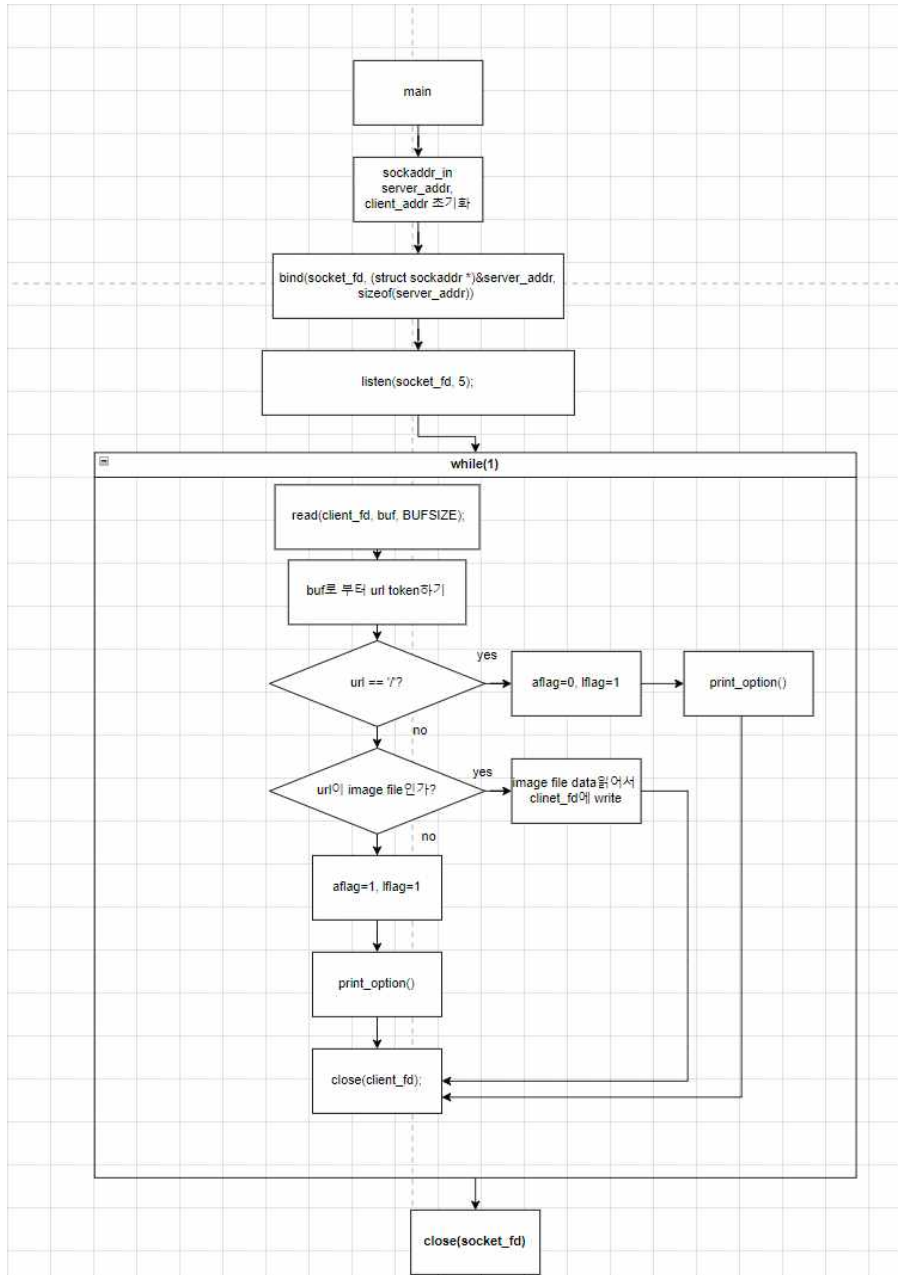 main
sockaddr_in
server_addr,
client_addr 초기화
bind(socket_fd, (struct sockaddr *)&server_addr,
sizeof(server_addr))
listen(socket_fd, 5);
while(1)
read(client_fd, buf, BUFSIZE);
buf로 부터 url token하기
url == '/'?
yes
aflag=0, lflag=1
print_option()
no
url이 image file인가?
yes
image file data읽어서
clinet_fd에 write
no
aflag=1, lflag=1
print_option()
close(client_fd);
close(socket_fd)